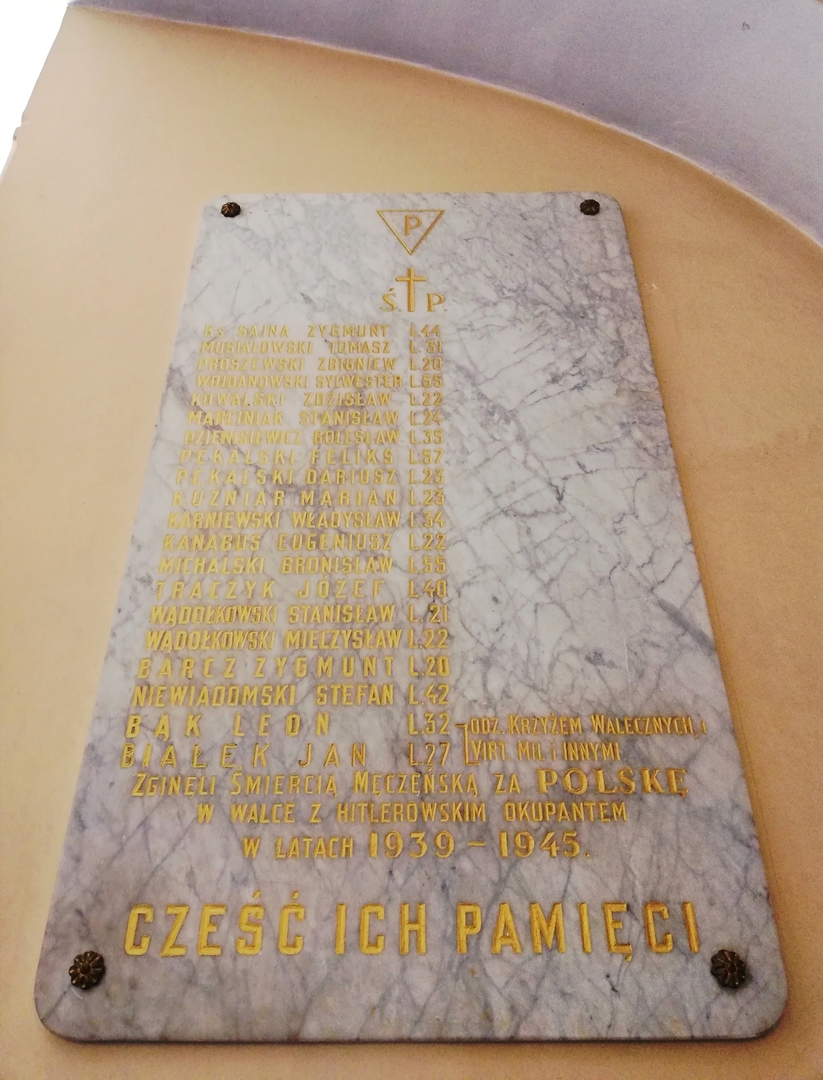 P
Ś. P.
KS SAJNA ZYGMUNT L.44
MUSIAŁOWSKI TOMASZ L.31
PROSZEWSKI ZBIGNIEW L.20
WOJDANOWSKI SYLWESTER L.55
KOWALSKI ZDZISŁAW L.22
MARCINIAK STANISŁAW L.24
DZIENISIEWICZ BOLESŁAW L.35
PĘKALSKI FELIKS L.57
PĘKALSKI DARIUSZ L.23
KUŹNIAR MARIAN L.23
KARNIEWSKI WŁADYSŁAW L.34
KANABUS EUGENIUSZ L.22
MICHALSKI BRONISŁAW L.55
TRACZYK JÓZEF L.40
WĄDOŁKOWSKI STANISŁAW L.21
WĄDOŁKOWSKI MIECZYSŁAW L.22
BARCZ ZYGMUNT L.20
NIEWIADOMSKI STEFAN L.42
BĄK LEON L.32 ODZ. KRZYŻEM WALECZNYCH, I
BIAŁEK JAN L.27 VIRT. MIL. I INNYMI
ZGINĘLI ŚMIERCIĄ MĘCZEŃSKĄ ZA POLSKĘ
W WALCE Z HITLEROWSKIM OKUPANTEM
W LATACH 1939 – 1945.
CZEŚĆ ICH PAMIĘCI